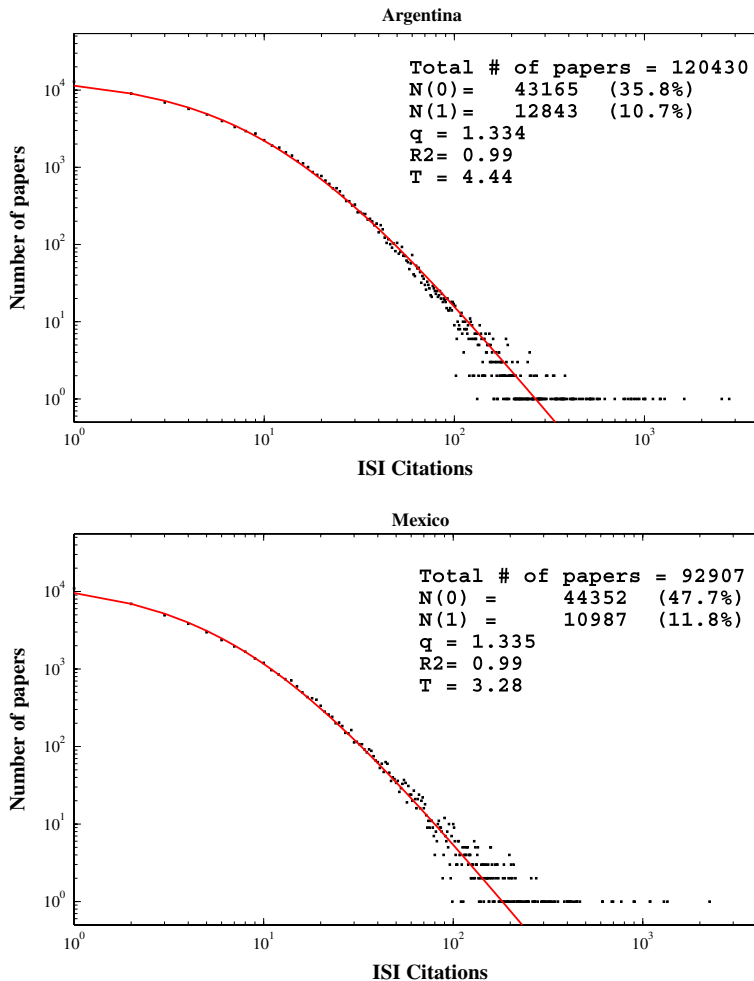 Argentina
Total # of papers = 120430
N(0)= 43165 (35.8%)
N(1)= 12843 (10.7%)
q = 1.334
R2= 0.99
T = 4.44
Number of papers
10^4
10^3
10^2
10^1
10^0
10^0 10^1 10^2 10^3
ISI Citations
Mexico
Total # of papers = 92907
N(0) = 44352 (47.7%)
N(1) = 10987 (11.8%)
q = 1.335
R2= 0.99
T = 3.28
Number of papers
10^4
10^3
10^2
10^1
10^0
10^0 10^1 10^2 10^3
ISI Citations